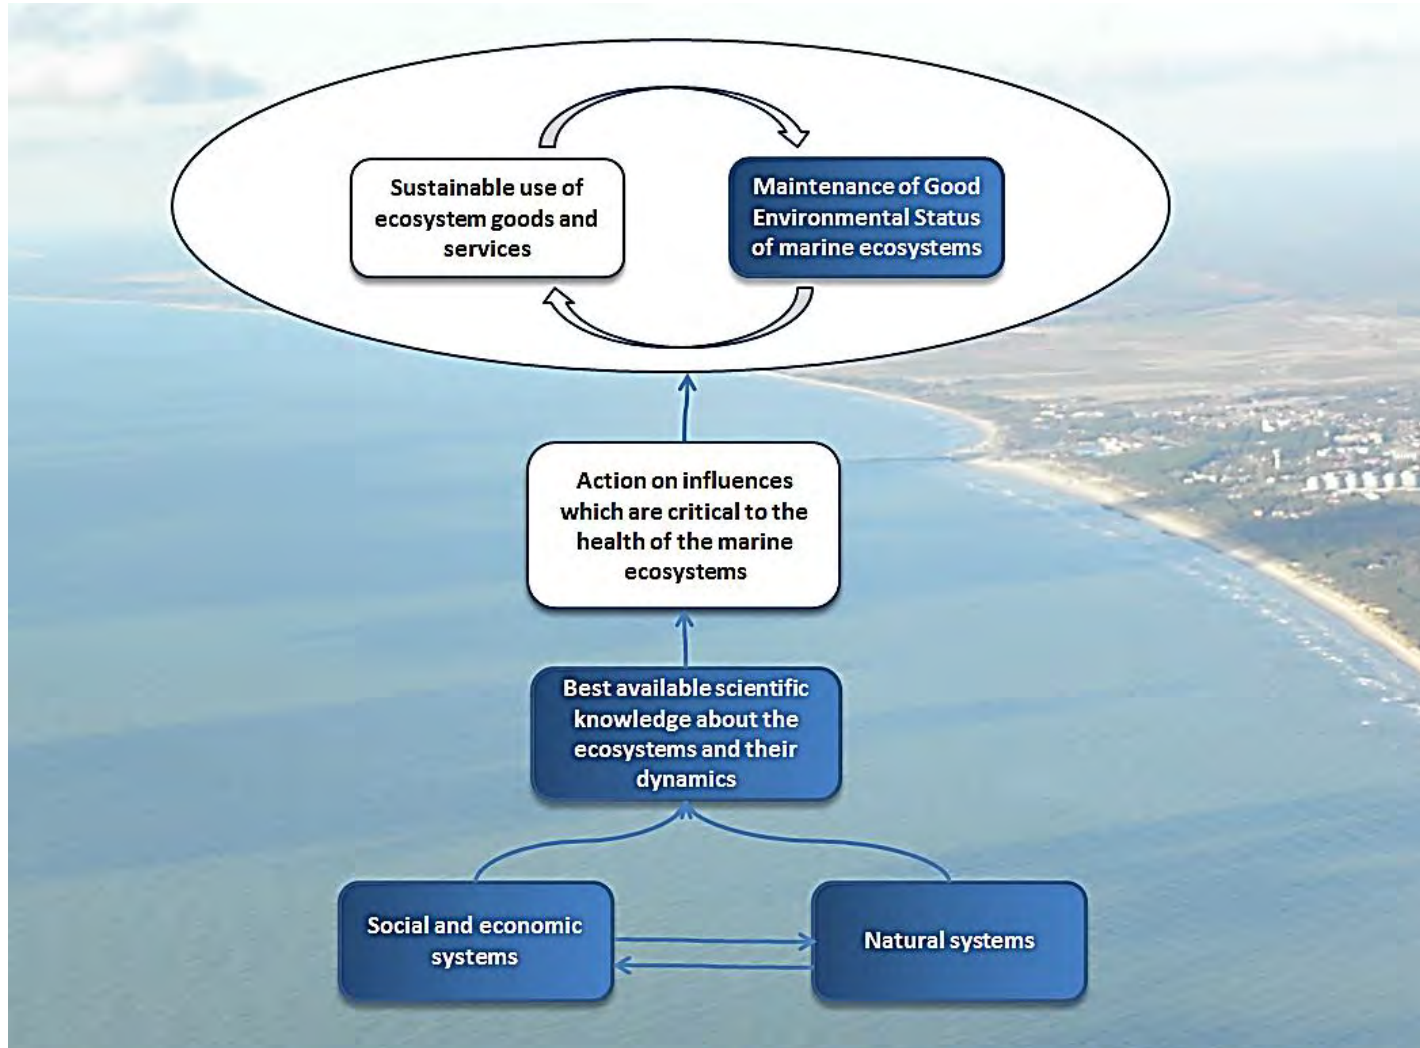 Sustainable use of
ecosystem goods and
services
Maintenance of Good
Environmental Status
of marine ecosystems
Action on influences
which are critical to the
health of the marine
ecosystems
Best available scientific
knowledge about the
ecosystems and their
dynamics
Social and economic
systems
Natural systems